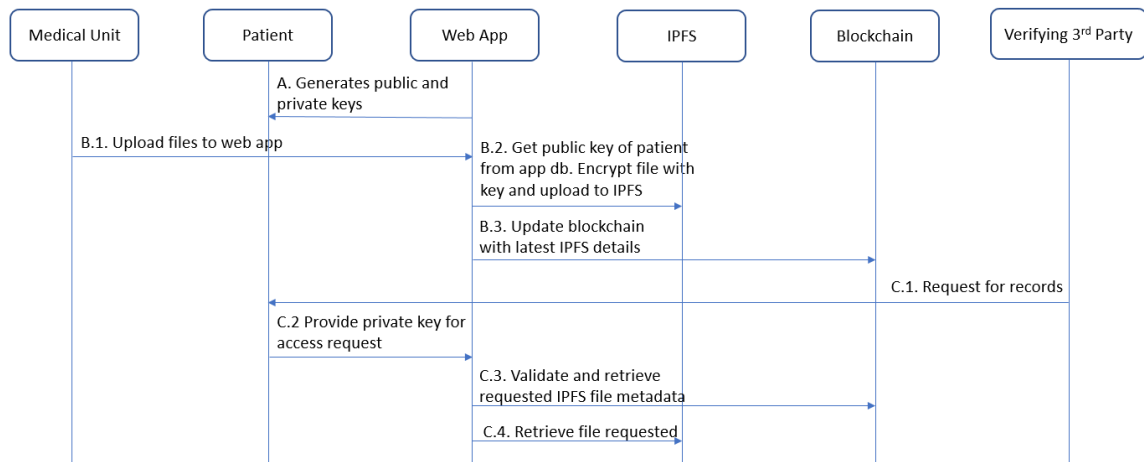 Medical Unit
Patient
Web App
IPFS
Blockchain
Verifying 3rd Party
A. Generates public and
private keys
B.1. Upload files to web app
B.2. Get public key of patient
from app db. Encrypt file with
key and upload to IPFS
B.3. Update blockchain
with latest IPFS details
C.1. Request for records
C.2 Provide private key for
access request
C.3. Validate and retrieve
requested IPFS file metadata
C.4. Retrieve file requested